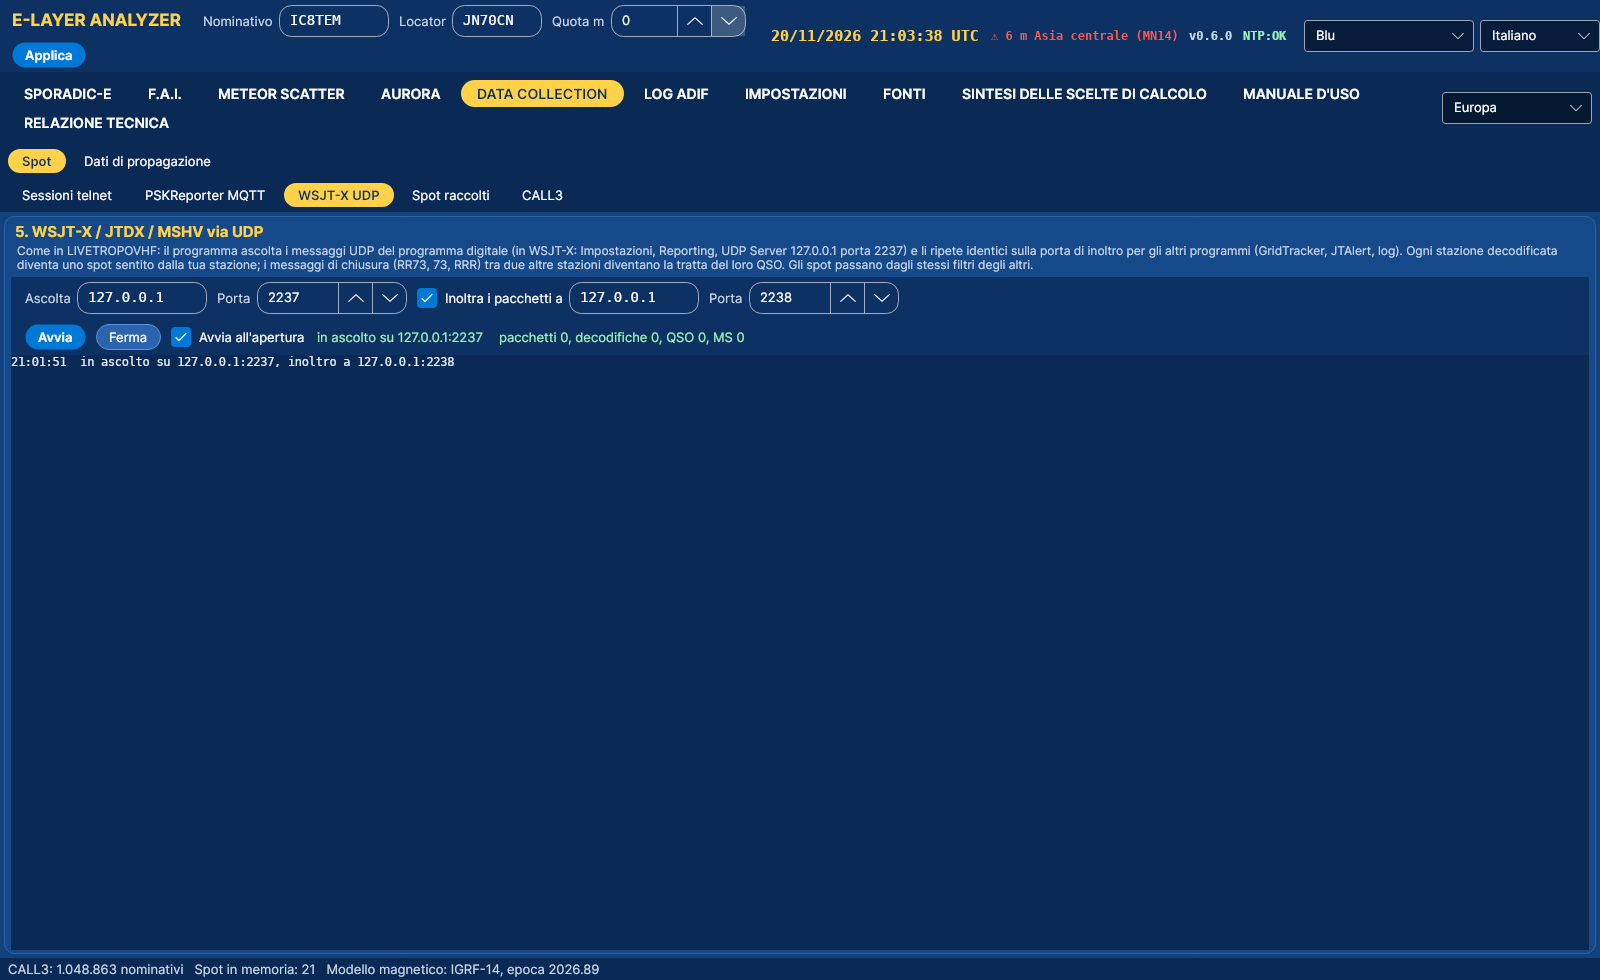 E-LAYER ANALYZER Nominativo IC8TEM Locator JN70CN Quota m 0
20/11/2026 21:03:38 UTC ⚠ 6 m Asia centrale (MN14) v0.6.0 NTP:OK Blu Italiano
Applica
SPORADIC-E F.A.I. METEOR SCATTER AURORA DATA COLLECTION LOG ADIF IMPOSTAZIONI FONTI SINTESI DELLE SCELTE DI CALCOLO MANUALE D'USO
RELAZIONE TECNICA
Europa
Spot Dati di propagazione
Sessioni telnet PSKReporter MQTT WSJT-X UDP Spot raccolti CALL3
5. WSJT-X / JTDX / MSHV via UDP
Come in LIVETROPOVHF: il programma ascolta i messaggi UDP del programma digitale (in WSJT-X: Impostazioni, Reporting, UDP Server 127.0.0.1 porta 2237) e li ripete identici sulla porta di inoltro per gli altri programmi (GridTracker, JTAlert, log). Ogni stazione decodificata
diventa uno spot sentito dalla tua stazione; i messaggi di chiusura (RR73, 73, RRR) tra due altre stazioni diventano la tratta del loro QSO. Gli spot passano dagli stessi filtri degli altri.
Ascolta 127.0.0.1 Porta 2237 Inoltra i pacchetti a 127.0.0.1 Porta 2238
Avvia Ferma Avvia all'apertura in ascolto su 127.0.0.1:2237 pacchetti 0, decodifiche 0, QSO 0, MS 0
21:01:51 in ascolto su 127.0.0.1:2237, inoltro a 127.0.0.1:2238
CALL3: 1.048.863 nominativi Spot in memoria: 21 Modello magnetico: IGRF-14, epoca 2026.89